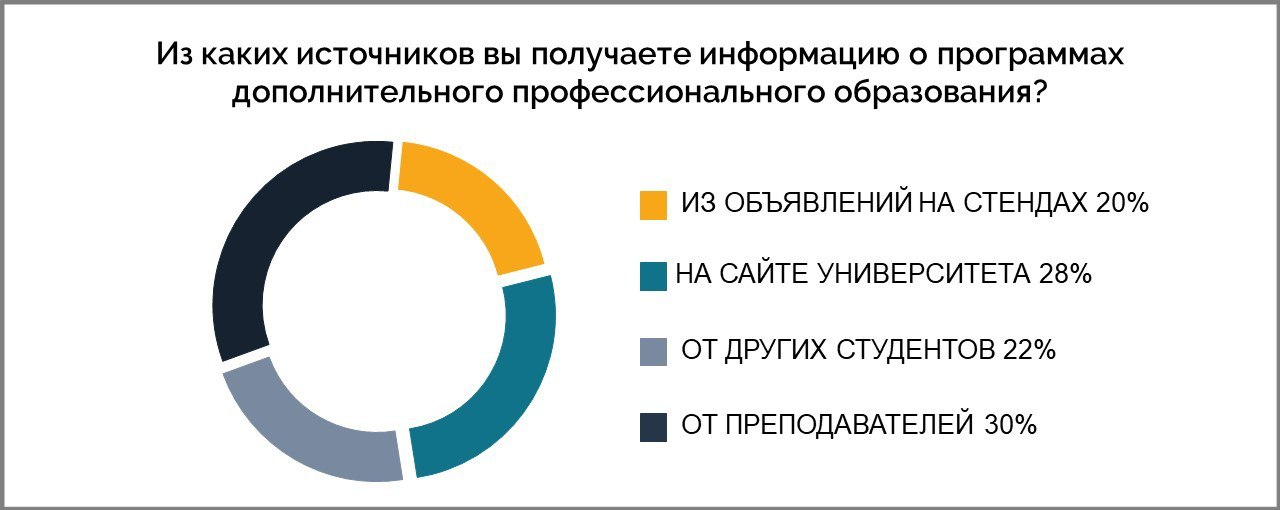 Из каких источников вы получаете информацию о программах
дополнительного профессионального образования?
ИЗ ОБЪЯВЛЕНИЙ НА СТЕНДАХ 20%
НА САЙТЕ УНИВЕРСИТЕТА 28%
ОТ ДРУГИХ СТУДЕНТОВ 22%
ОТ ПРЕПОДАВАТЕЛЕЙ 30%